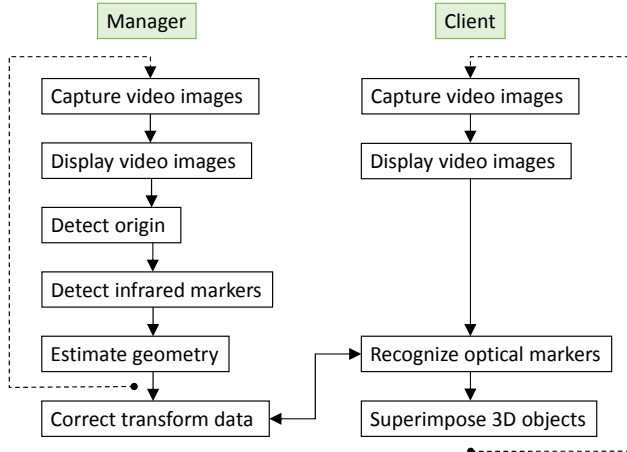 Manager
Client
Capture video images
Capture video images
Display video images
Display video images
Detect origin
Detect infrared markers
Estimate geometry
Recognize optical markers
Correct transform data
Superimpose 3D objects